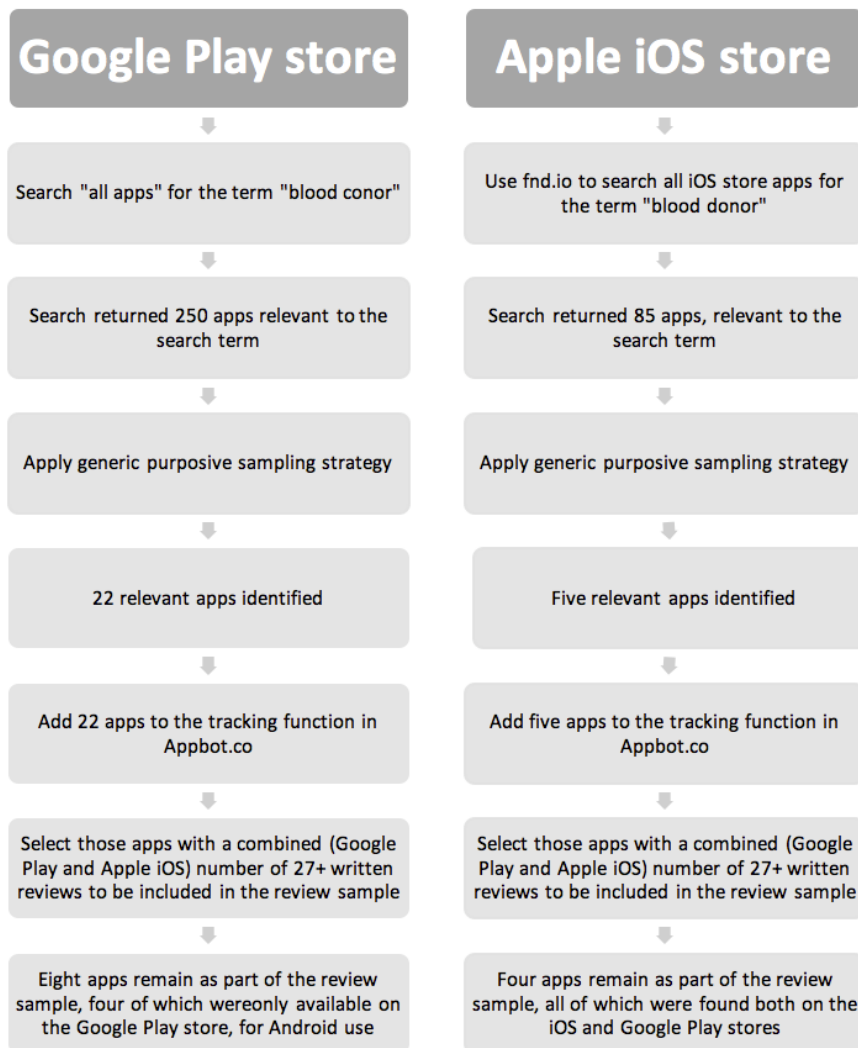 Google Play store
Search "all apps" for the term "blood conor"
Search returned 250 apps relevant to the
search term
Apply generic purposive sampling strategy
22 relevant apps identified
Add 22 apps to the tracking function in
Appbot.co
Select those apps with a combined (Google
Play and Apple iOS) number of 27+ written
reviews to be included in the review sample
Eight apps remain as part of the review
sample, four of which wereonly available on
the Google Play store, for Android use
Apple iOS store
Use fnd.io to search all iOS store apps for
the term "blood donor"
Search returned 85 apps, relevant to the
search term
Apply generic purposive sampling strategy
Five relevant apps identified
Add five apps to the tracking function in
Appbot.co
Select those apps with a combined (Google
Play and Apple iOS) number of 27+ written
reviews to be included in the review sample
Four apps remain as part of the review
sample, all of which were found both on the
iOS and Google Play stores